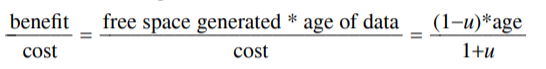 benefit / cost = free space generated * age of data / cost = (1–u)*age / 1+u